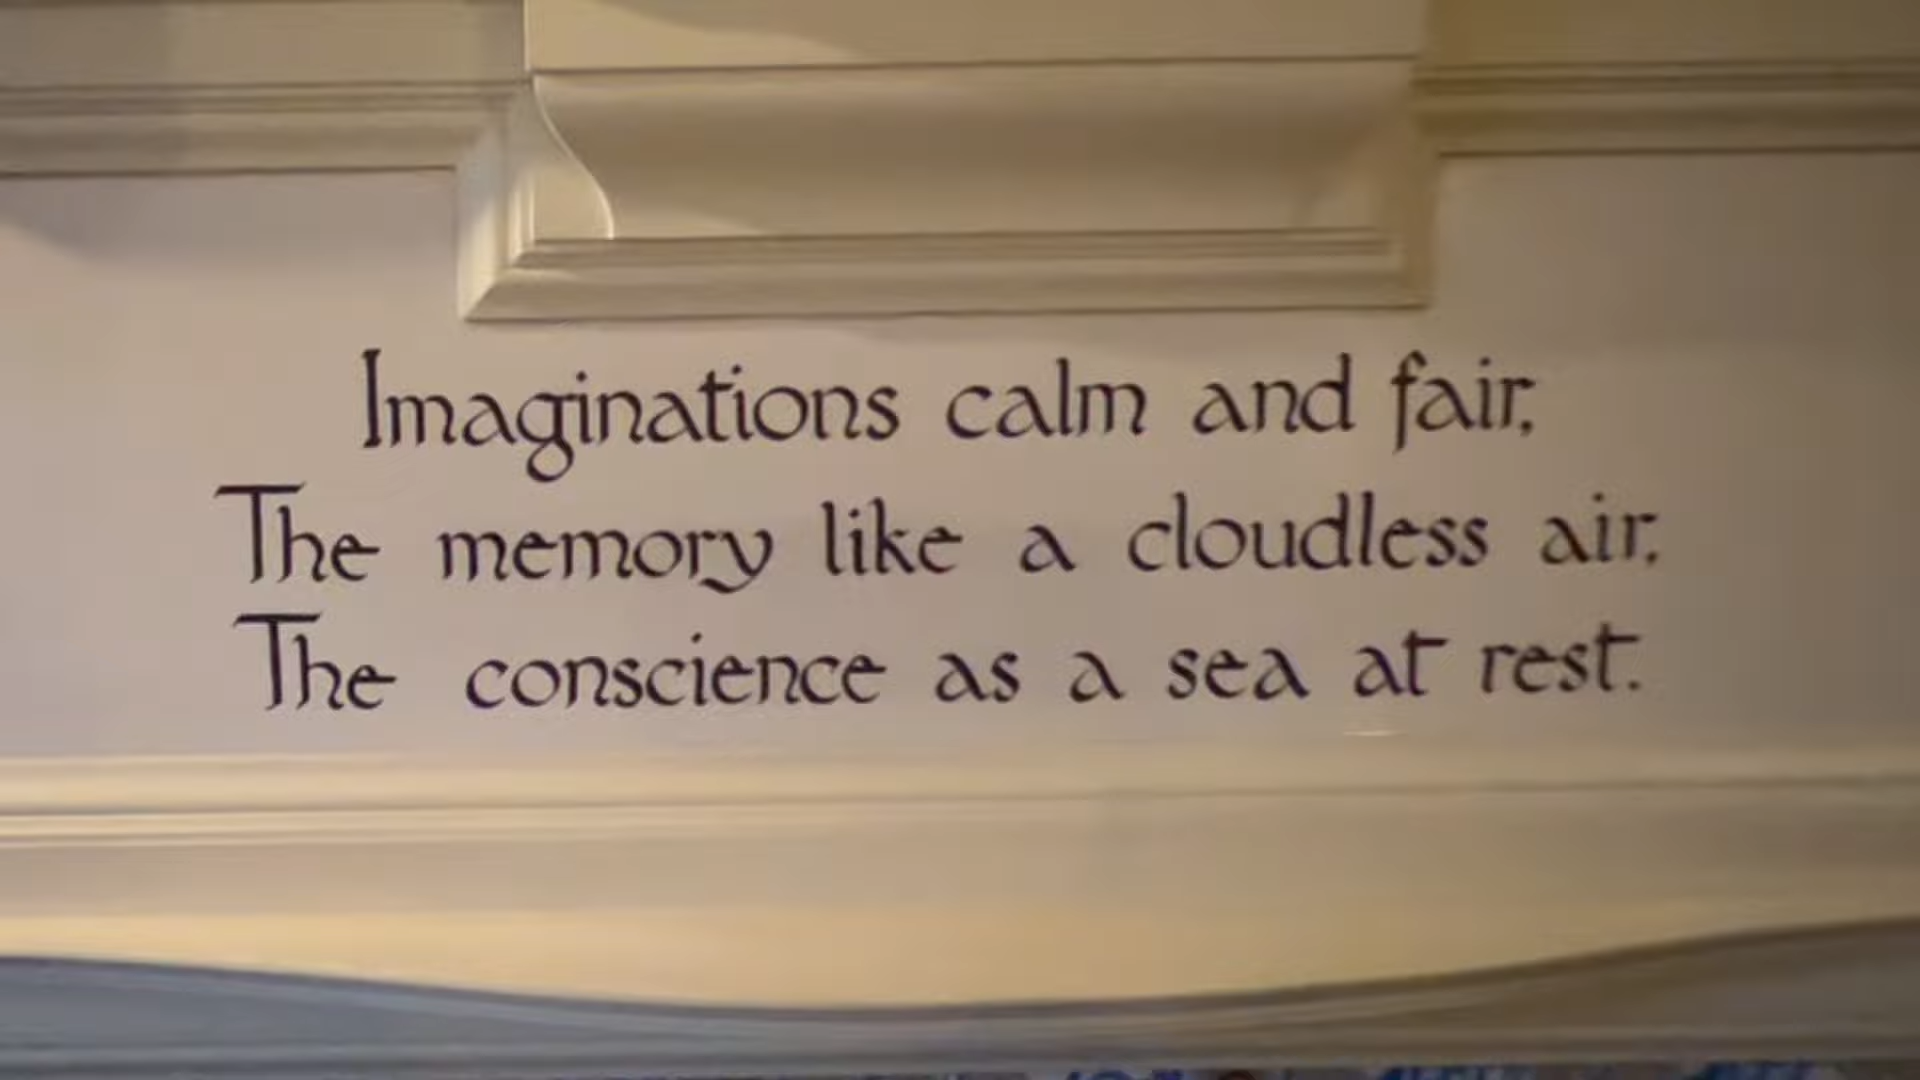 Imaginations calm and fair,
The memory like a cloudless air,
The conscience as a sea at rest.